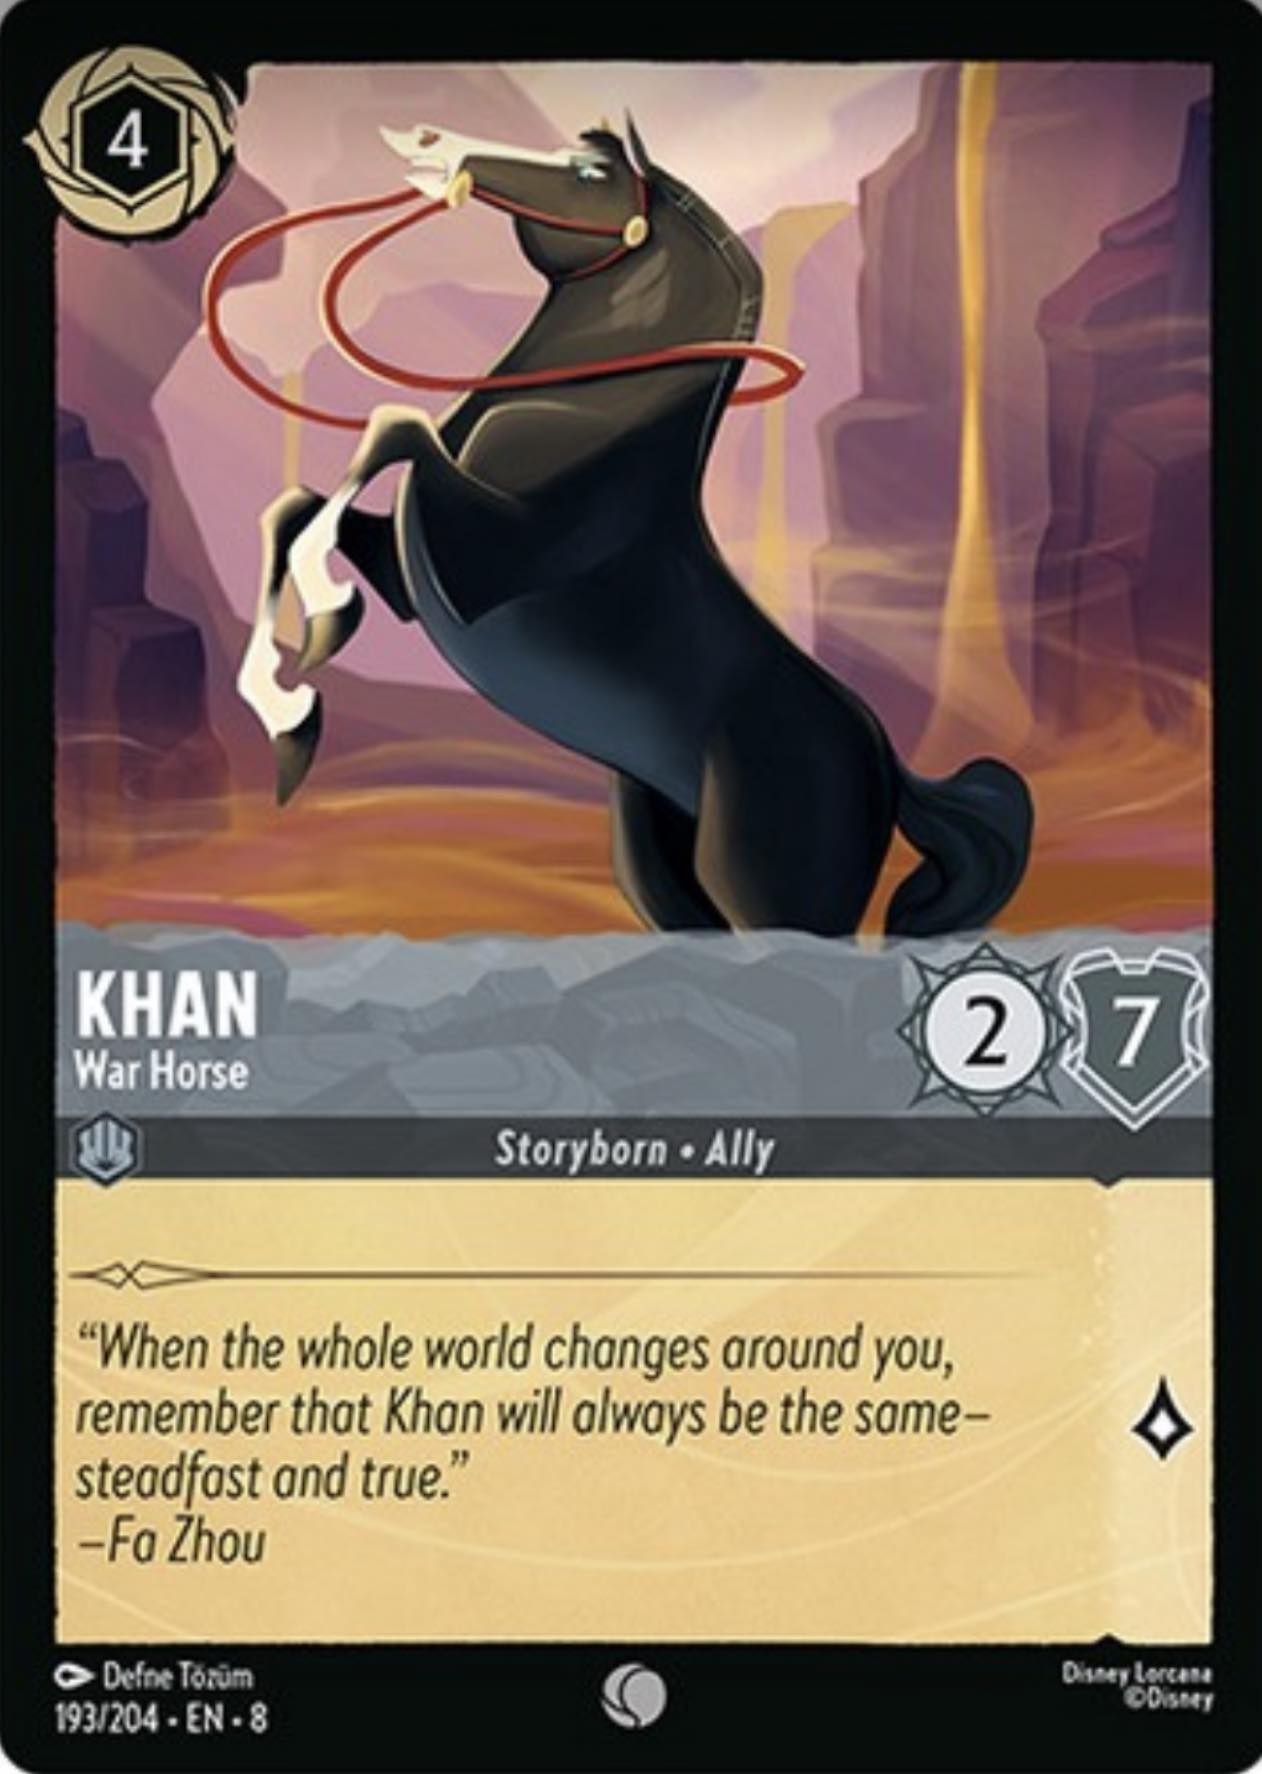 4
KHAN
War Horse
2
7
Storyborn • Ally
“When the whole world changes around you,
remember that Khan will always be the same–
steadfast and true.”
–Fa Zhou
Defne Tözüm
193/204 • EN • 8
Disney Lorcana
©Disney